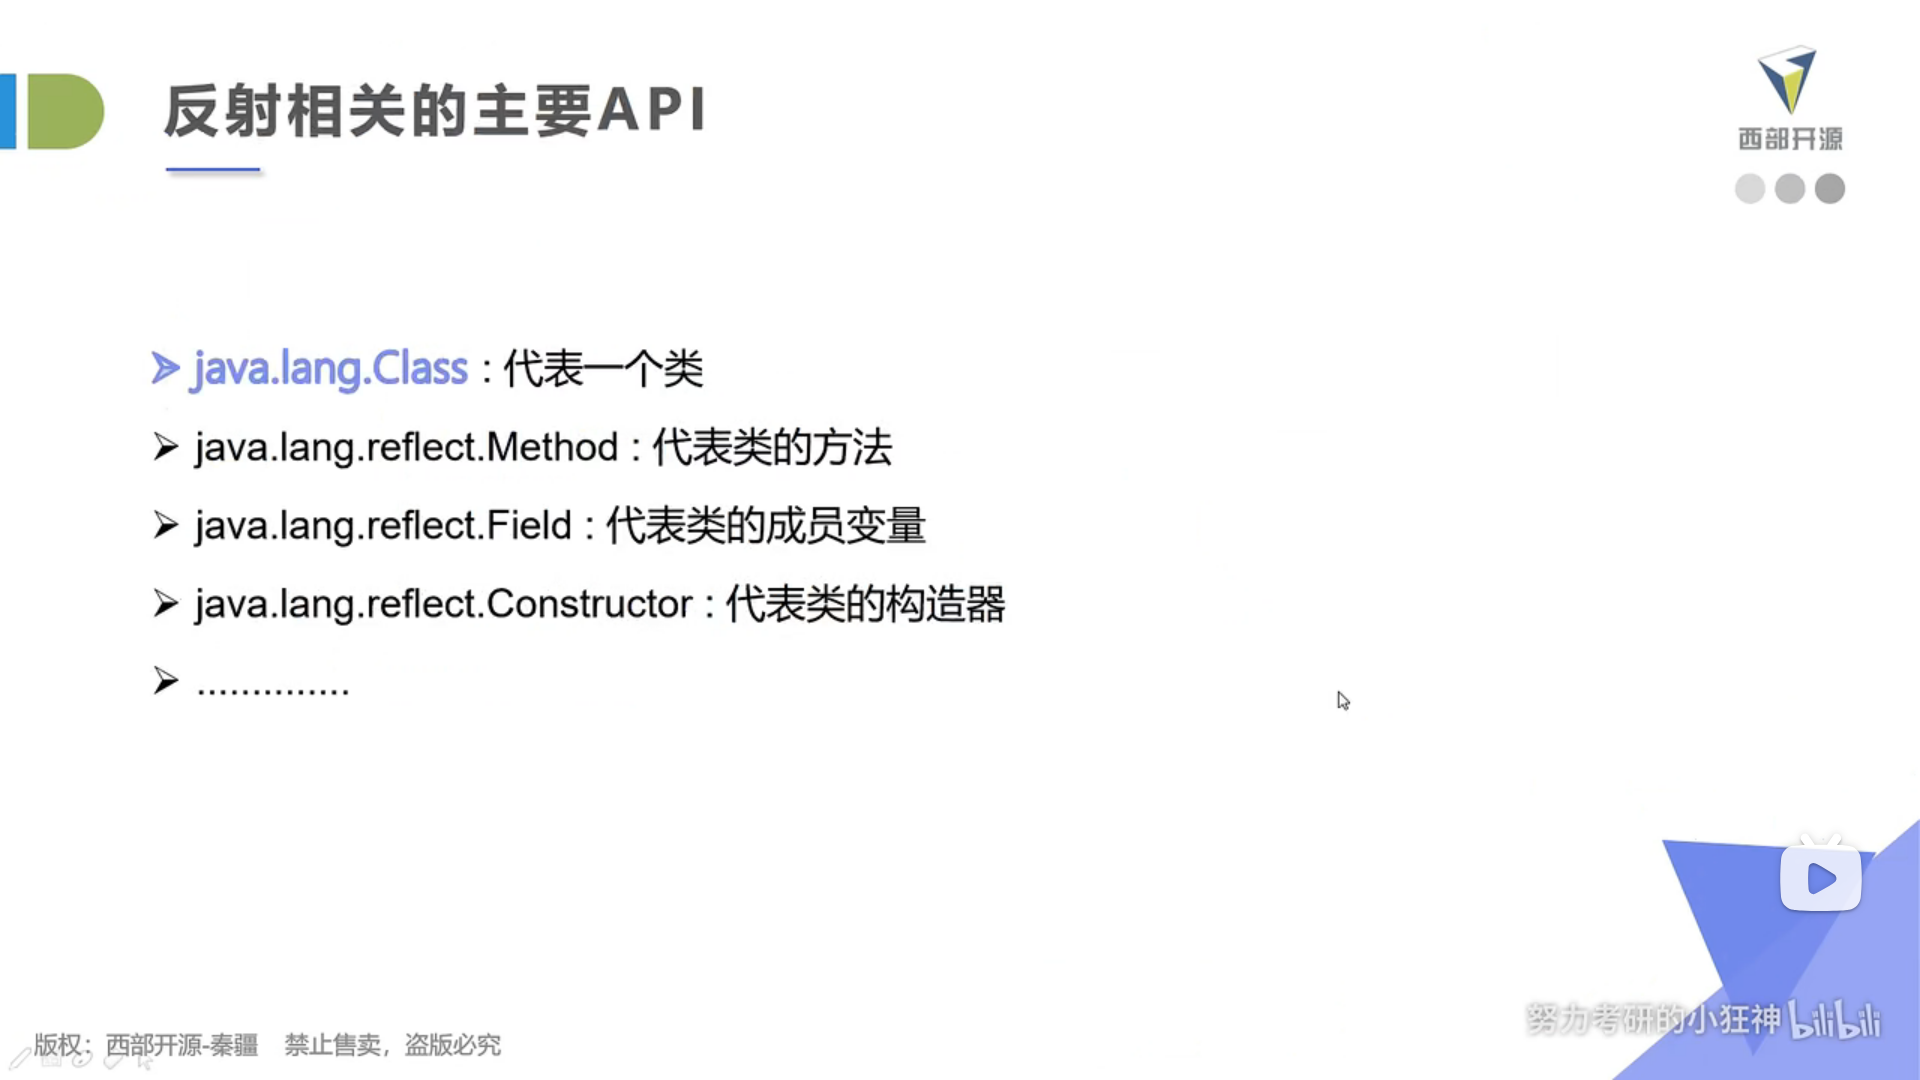 反射相关的主要API
西部开源
java.lang.Class : 代表一个类
java.lang.reflect.Method : 代表类的方法
java.lang.reflect.Field : 代表类的成员变量
java.lang.reflect.Constructor : 代表类的构造器
..............
努力考研的小狂神 bilibili
版权：西部开源-秦疆 禁止售卖，盗版必究